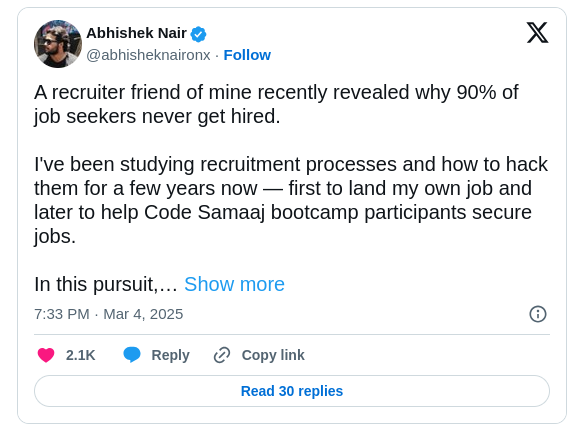 Abhishek Nair
@abhisheknaironx · Follow
A recruiter friend of mine recently revealed why 90% of
job seekers never get hired.
I've been studying recruitment processes and how to hack
them for a few years now — first to land my own job and
later to help Code Samaaj bootcamp participants secure
jobs.
In this pursuit,… Show more
7:33 PM · Mar 4, 2025
2.1K Reply Copy link
Read 30 replies